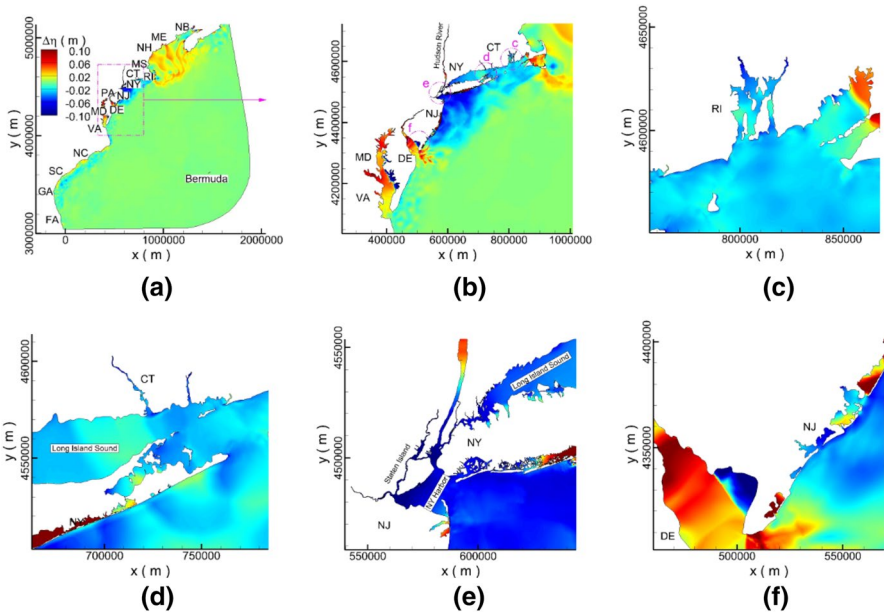 Δη ( m )
0.10
0.06
0.02
-0.02
-0.06
-0.10
NB
ME
NH
MS
RI
CT
NY
PA
NJ
MD
DE
VA
NC
SC
GA
FA
Bermuda
y ( m )
3000000
4000000
5000000
0
1000000
2000000
x ( m )
(a)
Hudson River
NY
CT
c
d
e
f
NJ
MD
DE
VA
y ( m )
4200000
4400000
4600000
400000
600000
800000
1000000
x ( m )
(b)
RI
y ( m )
4600000
4650000
800000
850000
x ( m )
(c)
CT
Long Island Sound
NY
y ( m )
4550000
4600000
700000
750000
x ( m )
(d)
Long Island Sound
NY
Staten Island
NY Harbor
NJ
y ( m )
4500000
4550000
550000
600000
x ( m )
(e)
NJ
DE
y ( m )
4350000
4400000
500000
550000
x ( m )
(f)